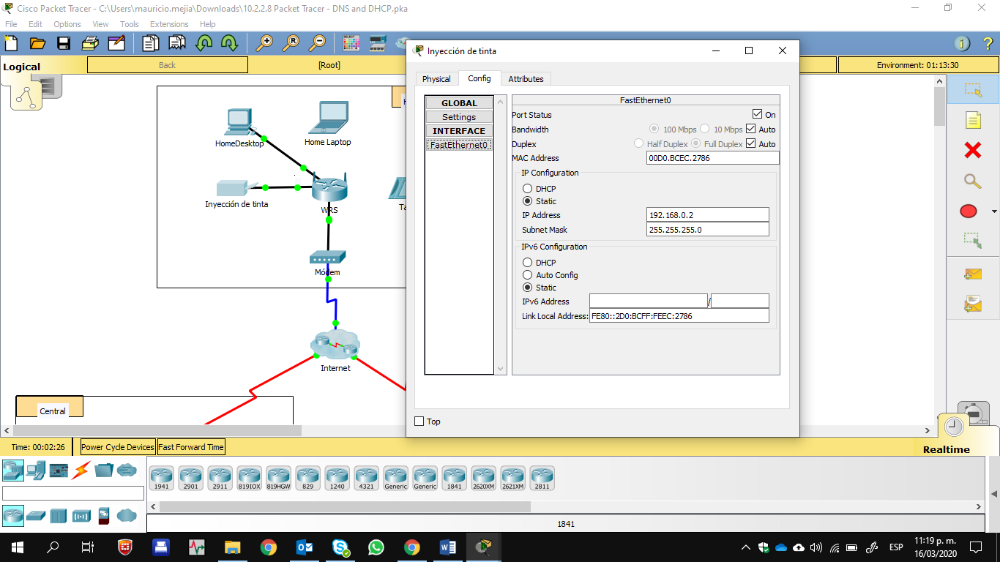 Cisco Packet Tracer - C:\Users\mauricio.mejia\Downloads\10.2.2.8 Packet Tracer - DNS and DHCP.pka
File Edit Options View Tools Extensions Help
Logical
Back
[Root]
Environment: 01:13:30
HomeDesktop
Home Laptop
Inyección de tinta
WRS
Ta
Módem
Internet
Central
Inyección de tinta
Physical Config Attributes
GLOBAL
Settings
INTERFACE
FastEthernet0
FastEthernet0
Port Status On
Bandwidth 100 Mbps 10 Mbps Auto
Duplex Half Duplex Full Duplex Auto
MAC Address 00D0.BCEC.2786
IP Configuration
DHCP
Static
IP Address 192.168.0.2
Subnet Mask 255.255.255.0
IPv6 Configuration
DHCP
Auto Config
Static
IPv6 Address /
Link Local Address: FE80::2D0:BCFF:FEEC:2786
Top
Time: 00:02:26 Power Cycle Devices Fast Forward Time
Realtime
1941 2901 2911 819IOX 819HGW 829 1240 4321 Generic Generic 1841 2620XM 2621XM 2811
1841
ESP
11:19 p. m.
16/03/2020